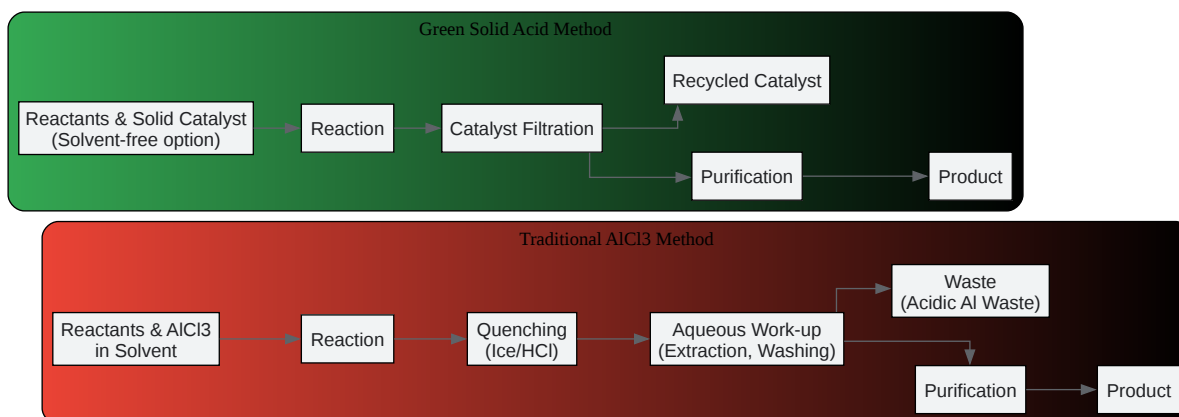 Green Solid Acid Method
Reactants & Solid Catalyst
(Solvent-free option)
Reaction
Catalyst Filtration
Recycled Catalyst
Purification
Product
Traditional AlCl3 Method
Reactants & AlCl3
in Solvent
Reaction
Quenching
(Ice/HCl)
Aqueous Work-up
(Extraction, Washing)
Waste
(Acidic Al Waste)
Purification
Product